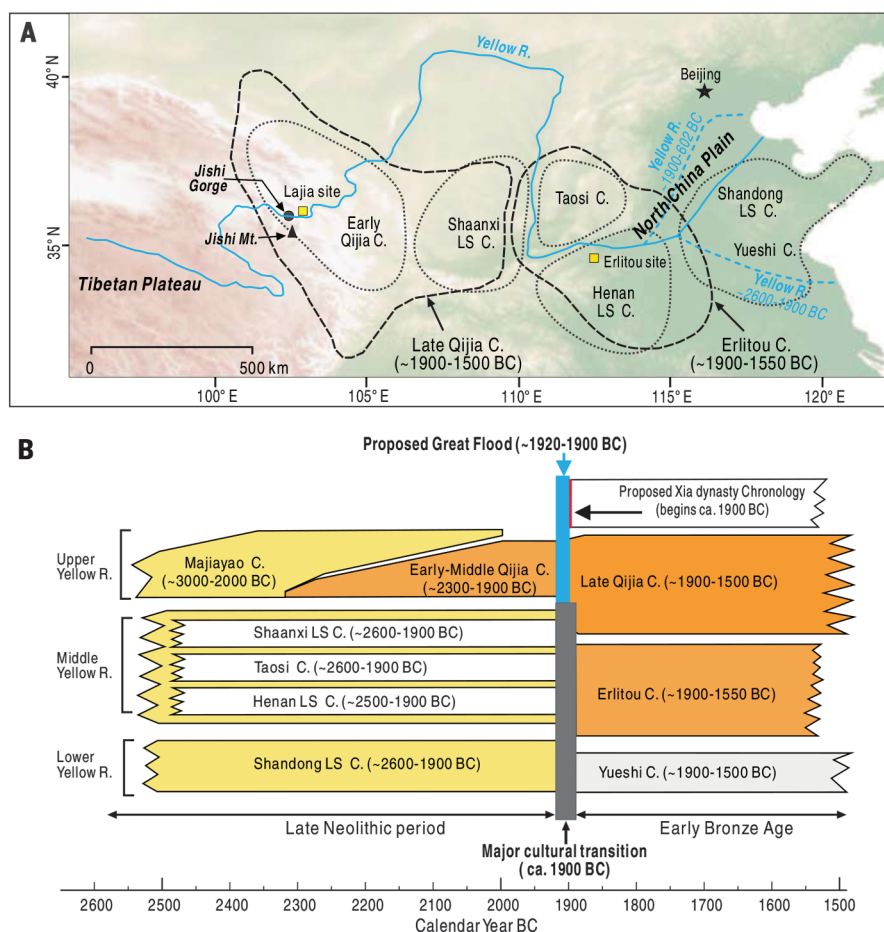 A
40° N
35° N
Yellow R.
Beijing
Yellow R.
~1900-602 BC
North China Plain
Jishi
Gorge
Lajia site
Jishi Mt.
Early
Qijia C.
Shaanxi
LS C.
Taosi C.
Shandong
LS C.
Yueshi C.
Erlitou site
Henan
LS C.
Yellow R.
~2600-1900 BC
Tibetan Plateau
Late Qijia C.
(~1900-1500 BC)
Erlitou C.
(~1900-1550 BC)
0 500 km
100° E 105° E 110° E 115° E 120° E
B
Proposed Great Flood (~1920-1900 BC)
Proposed Xia dynasty Chronology
(begins ca. 1900 BC)
Upper
Yellow R.
Majiayao C.
(~3000-2000 BC)
Early-Middle Qijia C.
(~2300-1900 BC)
Late Qijia C. (~1900-1500 BC)
Middle
Yellow R.
Shaanxi LS C. (~2600-1900 BC)
Taosi C. (~2600-1900 BC)
Henan LS C. (~2500-1900 BC)
Erlitou C. (~1900-1550 BC)
Lower
Yellow R.
Shandong LS C. (~2600-1900 BC)
Yueshi C. (~1900-1500 BC)
Late Neolithic period
Early Bronze Age
Major cultural transition
( ca. 1900 BC)
2600 2500 2400 2300 2200 2100 2000 1900 1800 1700 1600 1500
Calendar Year BC